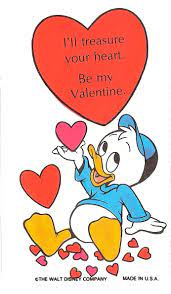 I'll treasure
your heart.
Be my
Valentine.
©THE WALT DISNEY COMPANY MADE IN U.S.A.